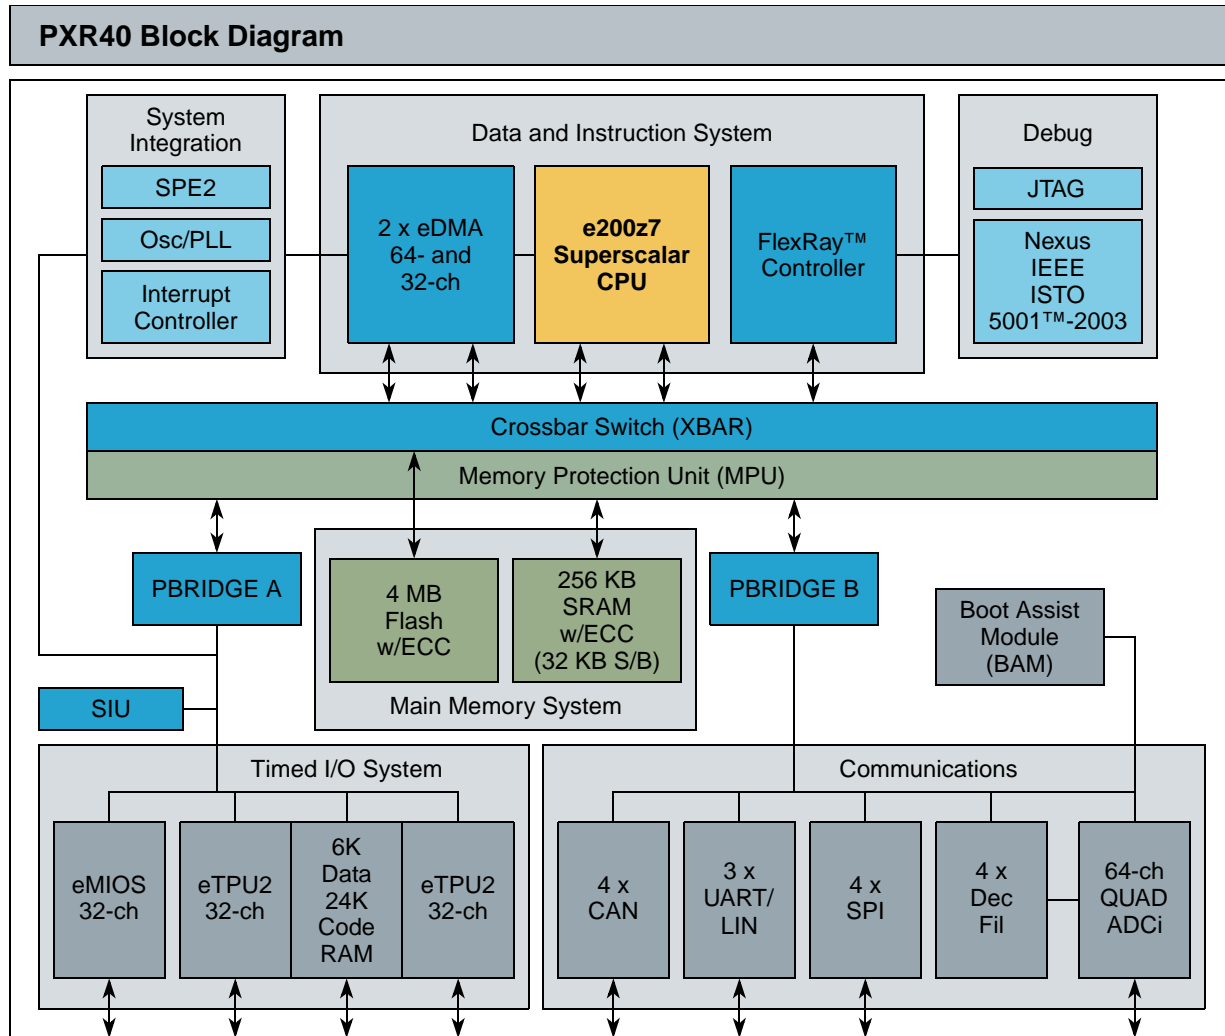 PXR40 Block Diagram
System
Integration
SPE2
Osc/PLL
Interrupt
Controller
Data and Instruction System
2 x eDMA
64- and
32-ch
e200z7
Superscalar
CPU
FlexRay™
Controller
Debug
JTAG
Nexus
IEEE
ISTO
5001™-2003
Crossbar Switch (XBAR)
Memory Protection Unit (MPU)
PBRIDGE A
4 MB
Flash
w/ECC
256 KB
SRAM
w/ECC
(32 KB S/B)
Main Memory System
PBRIDGE B
Boot Assist
Module
(BAM)
SIU
Timed I/O System
eMIOS
32-ch
eTPU2
32-ch
6K
Data
24K
Code
RAM
eTPU2
32-ch
Communications
4 x
CAN
3 x
UART/
LIN
4 x
SPI
4 x
Dec
Fil
64-ch
QUAD
ADCi